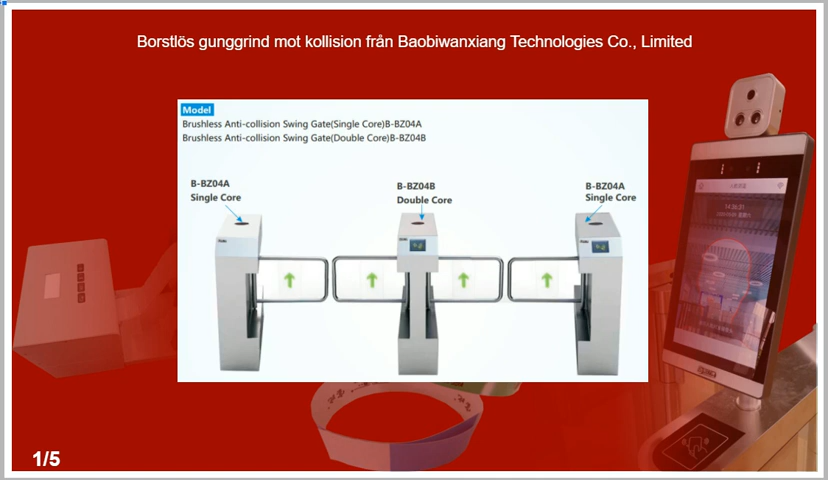 Borstlös gunggrind mot kollision från Baobiwanxiang Technologies Co., Limited
Model
Brushless Anti-collision Swing Gate(Single Core)B-BZ04A
Brushless Anti-collision Swing Gate(Double Core)B-BZ04B
B-BZ04A
Single Core
B-BZ04B
Double Core
B-BZ04A
Single Core
1/5